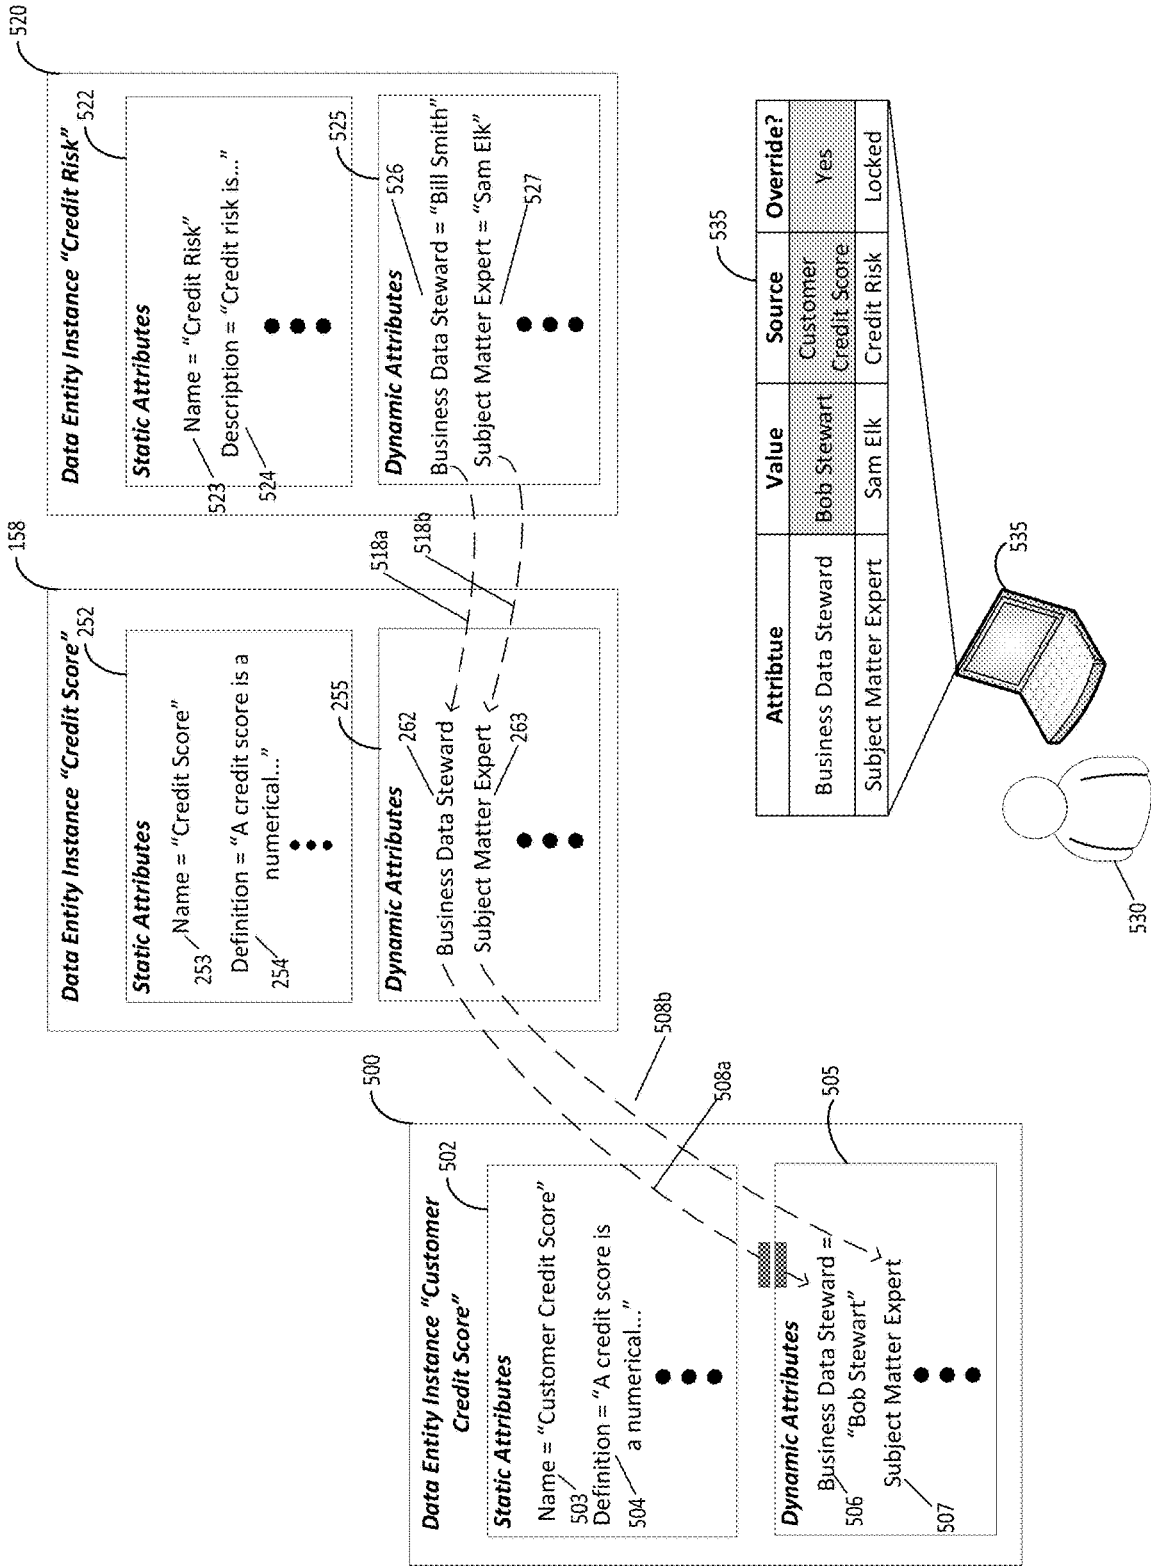 Data Entity Instance "Customer
Credit Score"
500
Static Attributes
502
Name = "Customer Credit Score"
503
Definition = "A credit score is
a numerical..."
504
Dynamic Attributes
505
Business Data Steward =
"Bob Stewart"
506
Subject Matter Expert
507
508a
508b
Data Entity Instance "Credit Score"
158
Static Attributes
252
Name = "Credit Score"
253
Definition = "A credit score is a
numerical..."
254
Dynamic Attributes
255
262
Business Data Steward
Subject Matter Expert
263
518a
518b
Data Entity Instance "Credit Risk"
520
Static Attributes
522
Name = "Credit Risk"
523
Description = "Credit risk is..."
524
Dynamic Attributes
525
526
Business Data Steward = "Bill Smith"
Subject Matter Expert = "Sam Elk"
527
535
Attribtue Value Source Override?
Business Data Steward Bob Stewart Customer Credit Score Yes
Subject Matter Expert Sam Elk Credit Risk Locked
535
530